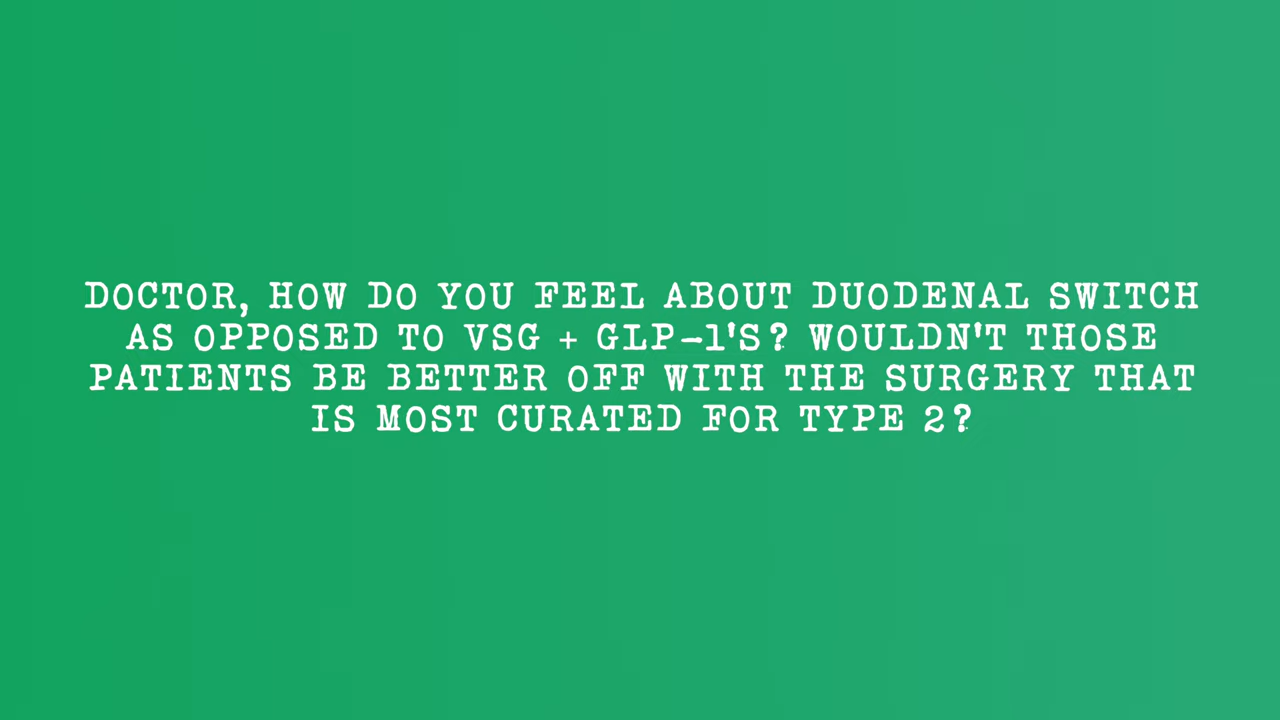 DOCTOR, HOW DO YOU FEEL ABOUT DUODENAL SWITCH
AS OPPOSED TO VSG + GLP-1'S? WOULDN'T THOSE
PATIENTS BE BETTER OFF WITH THE SURGERY THAT
IS MOST CURATED FOR TYPE 2?